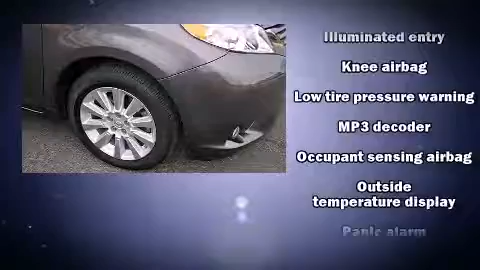 Illuminated entry
Knee airbag
Low tire pressure warning
MP3 decoder
Occupant sensing airbag
Outside
temperature display
Panic alarm